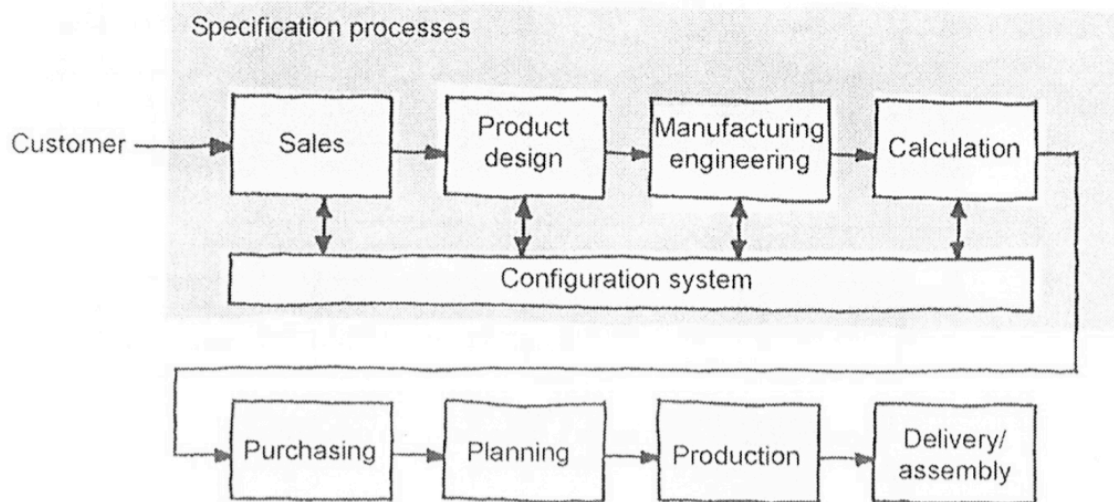 Specification processes
Customer
Sales
Product
design
Manufacturing
engineering
Calculation
Configuration system
Purchasing
Planning
Production
Delivery/
assembly